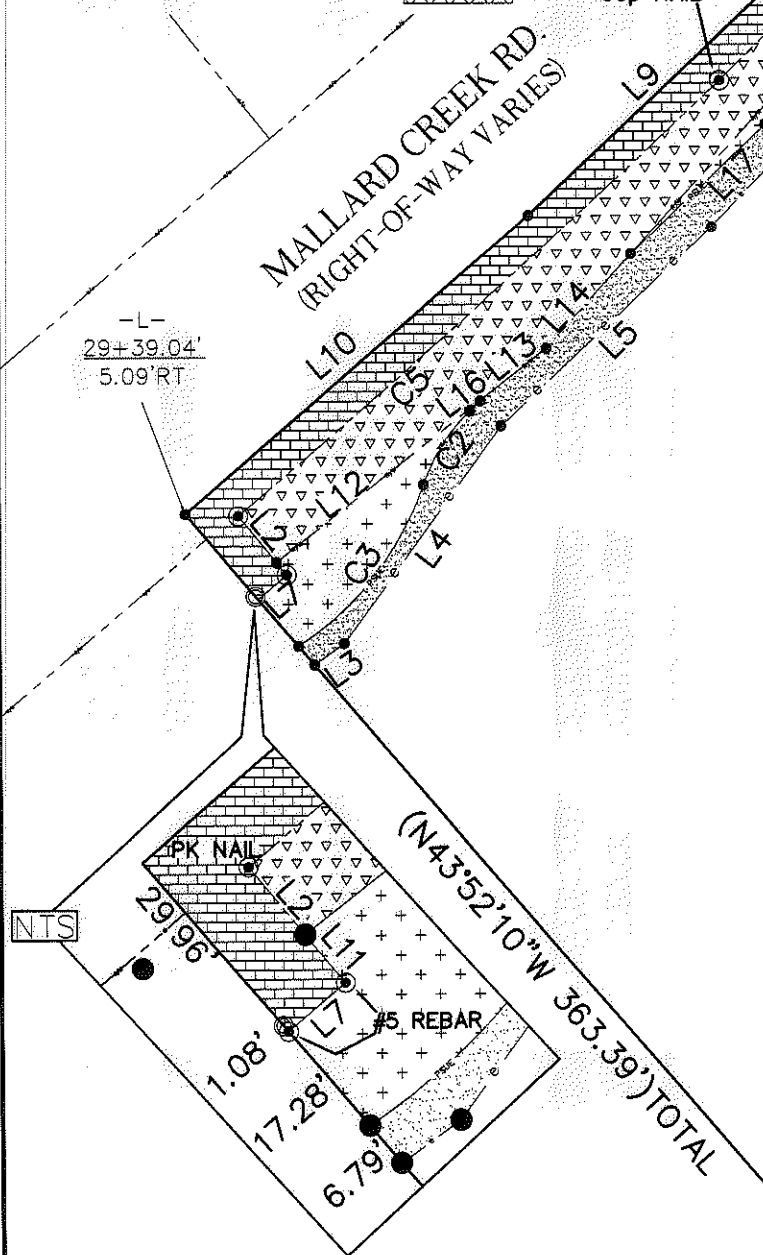 L9
MALLARD CREEK RD.
(RIGHT-OF-WAY VARIES)
L17
-L-
29+39.04'
5.09'RT
L10
L14
L5
C5
L13
L16
C2
L12
L2
C3
L4
L7
L3
(N43°52'10"W 363.39')TOTAL
PK NAIL
NTS
29.96'
L2
L11
L7
#5 REBAR
1.08'
17.28'
6.79'